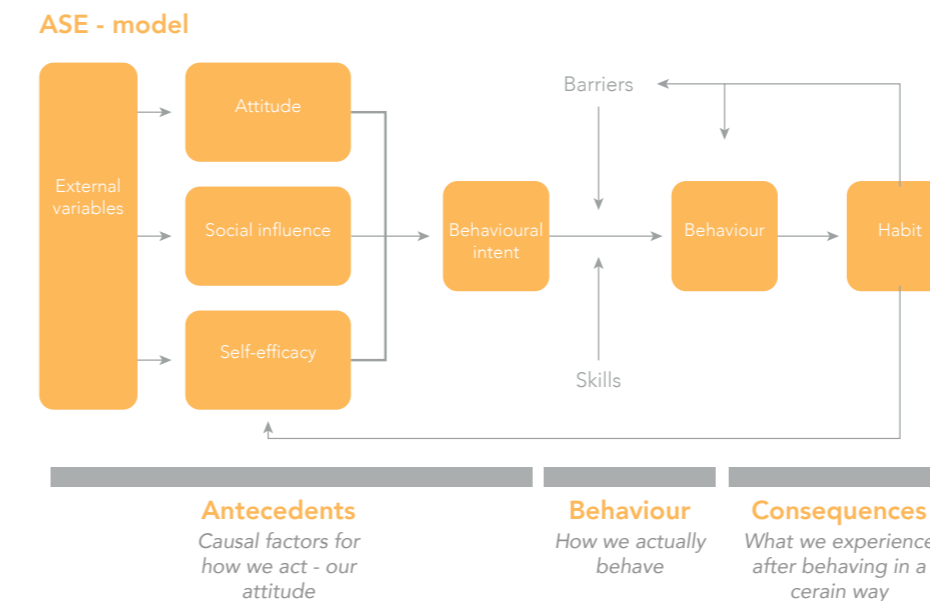 ASE - model
External
variables
Attitude
Social influence
Self-efficacy
Behavioural
intent
Barriers
Skills
Behaviour
Habit
Antecedents
Causal factors for
how we act - our
attitude
Behaviour
How we actually
behave
Consequences
What we experience
after behaving in a
cerain way